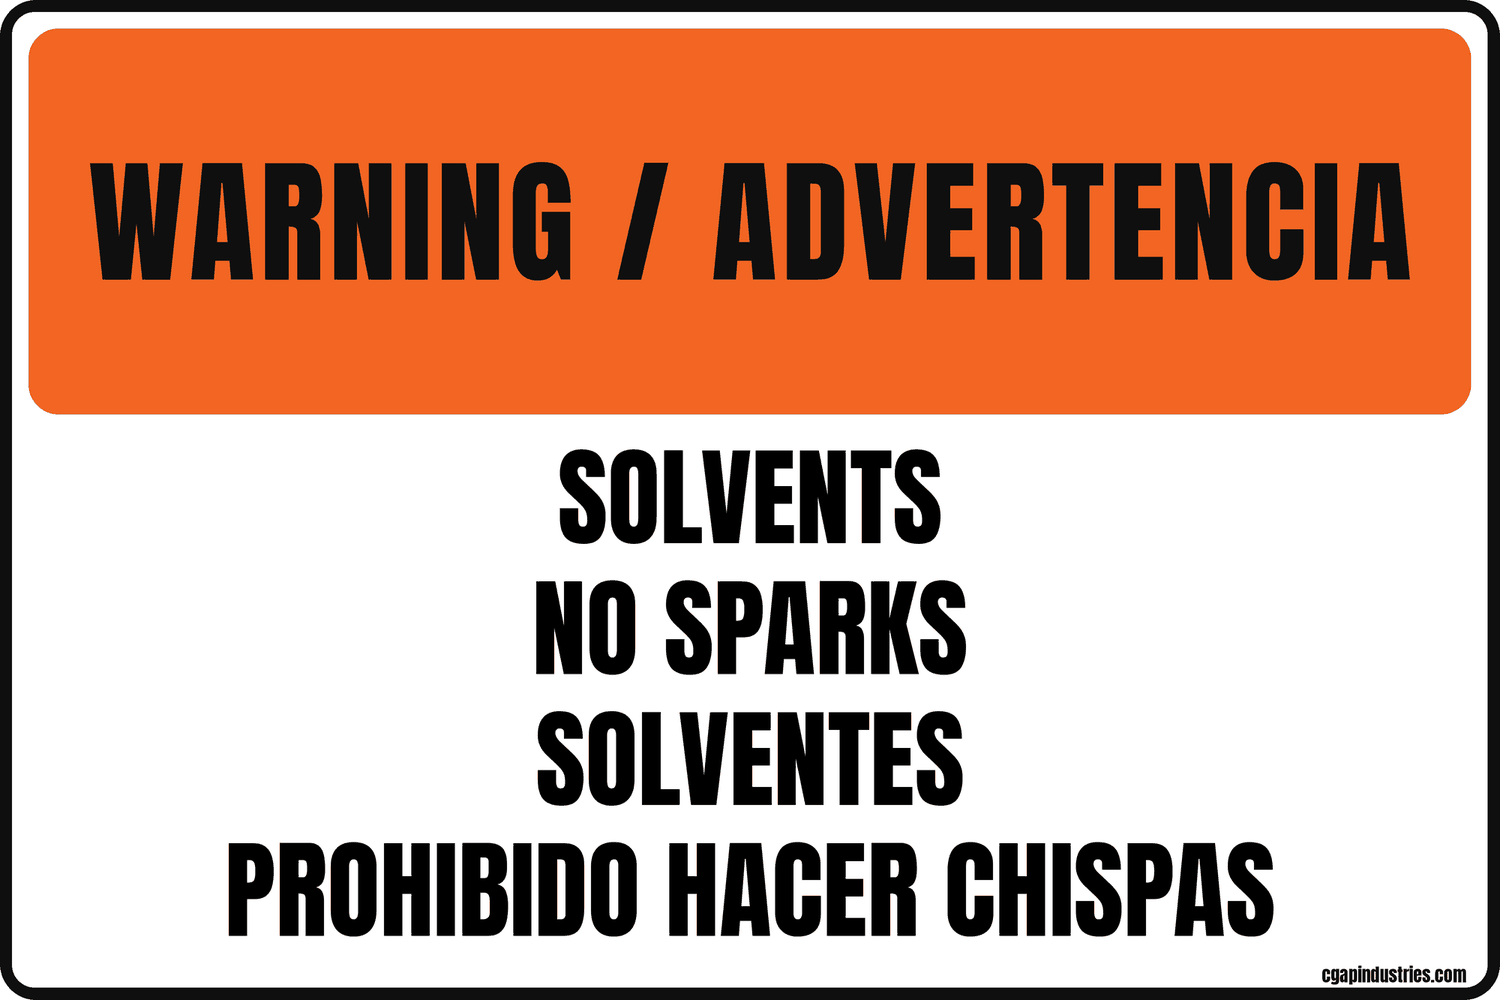 WARNING / ADVERTENCIA
SOLVENTS
NO SPARKS
SOLVENTES
PROHIBIDO HACER CHISPAS
cgapindustries.com